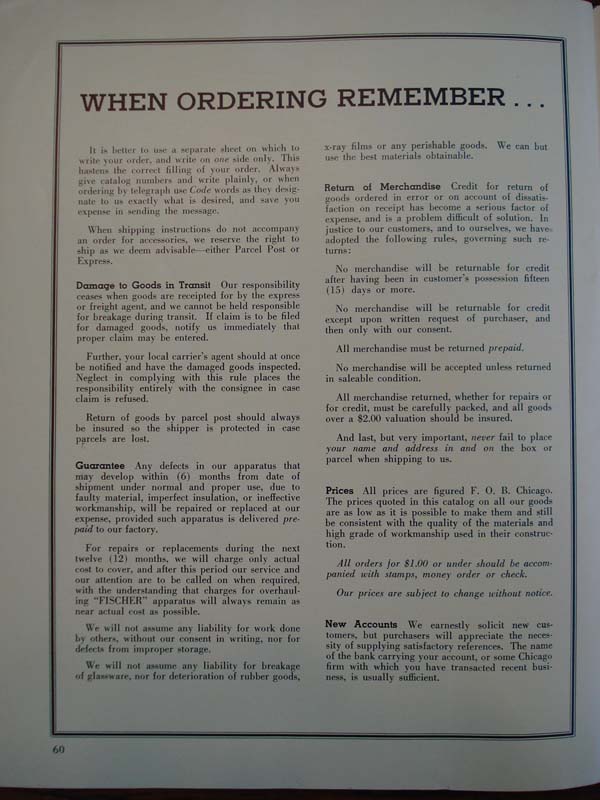 WHEN ORDERING REMEMBER . . .
It is better to use a separate sheet on which to
write your order, and write on one side only. This
hastens the correct filling of your order. Always
give catalog numbers and write plainly, or when
ordering by telegraph use Code words as they desig-
nate to us exactly what is desired, and save you
expense in sending the message.
When shipping instructions do not accompany
an order for accessories, we reserve the right to
ship as we deem advisable—either Parcel Post or
Express.
Damage to Goods in Transit Our responsibility
ceases when goods are receipted for by the express
or freight agent, and we cannot be held responsible
for breakage during transit. If claim is to be filed
for damaged goods, notify us immediately that
proper claim may be entered.
Further, your local carrier's agent should at once
be notified and have the damaged goods inspected.
Neglect in complying with this rule places the
responsibility entirely with the consignee in case
claim is refused.
Return of goods by parcel post should always
be insured so the shipper is protected in case
parcels are lost.
Guarantee Any defects in our apparatus that
may develop within (6) months from date of
shipment under normal and proper use, due to
faulty material, imperfect insulation, or ineffective
workmanship, will be repaired or replaced at our
expense, provided such apparatus is delivered pre-
paid to our factory.
For repairs or replacements during the next
twelve (12) months, we will charge only actual
cost to cover, and after this period our service and
our attention are to be called on when required,
with the understanding that charges for overhaul-
ing "FISCHER" apparatus will always remain as
near actual cost as possible.
We will not assume any liability for work done
by others, without our consent in writing, nor for
defects from improper storage.
We will not assume any liability for breakage
of glassware, nor for deterioration of rubber goods,
x-ray films or any perishable goods. We can but
use the best materials obtainable.
Return of Merchandise Credit for return of
goods ordered in error or on account of dissatis-
faction on receipt has become a serious factor of
expense, and is a problem difficult of solution. In
justice to our customers, and to ourselves, we have
adopted the following rules, governing such re-
turns:
No merchandise will be returnable for credit
after having been in customer's possession fifteen
(15) days or more.
No merchandise will be returnable for credit
except upon written request of purchaser, and
then only with our consent.
All merchandise must be returned prepaid.
No merchandise will be accepted unless returned
in saleable condition.
All merchandise returned, whether for repairs or
for credit, must be carefully packed, and all goods
over a $2.00 valuation should be insured.
And last, but very important, never fail to place
your name and address in and on the box or
parcel when shipping to us.
Prices All prices are figured F. O. B. Chicago.
The prices quoted in this catalog on all our goods
are as low as it is possible to make them and still
be consistent with the quality of the materials and
high grade of workmanship used in their construc-
tion.
All orders for $1.00 or under should be accom-
panied with stamps, money order or check.
Our prices are subject to change without notice.
New Accounts We earnestly solicit new cus-
tomers, but purchasers will appreciate the neces-
sity of supplying satisfactory references. The name
of the bank carrying your account, or some Chicago
firm with which you have transacted recent busi-
ness, is usually sufficient.
60